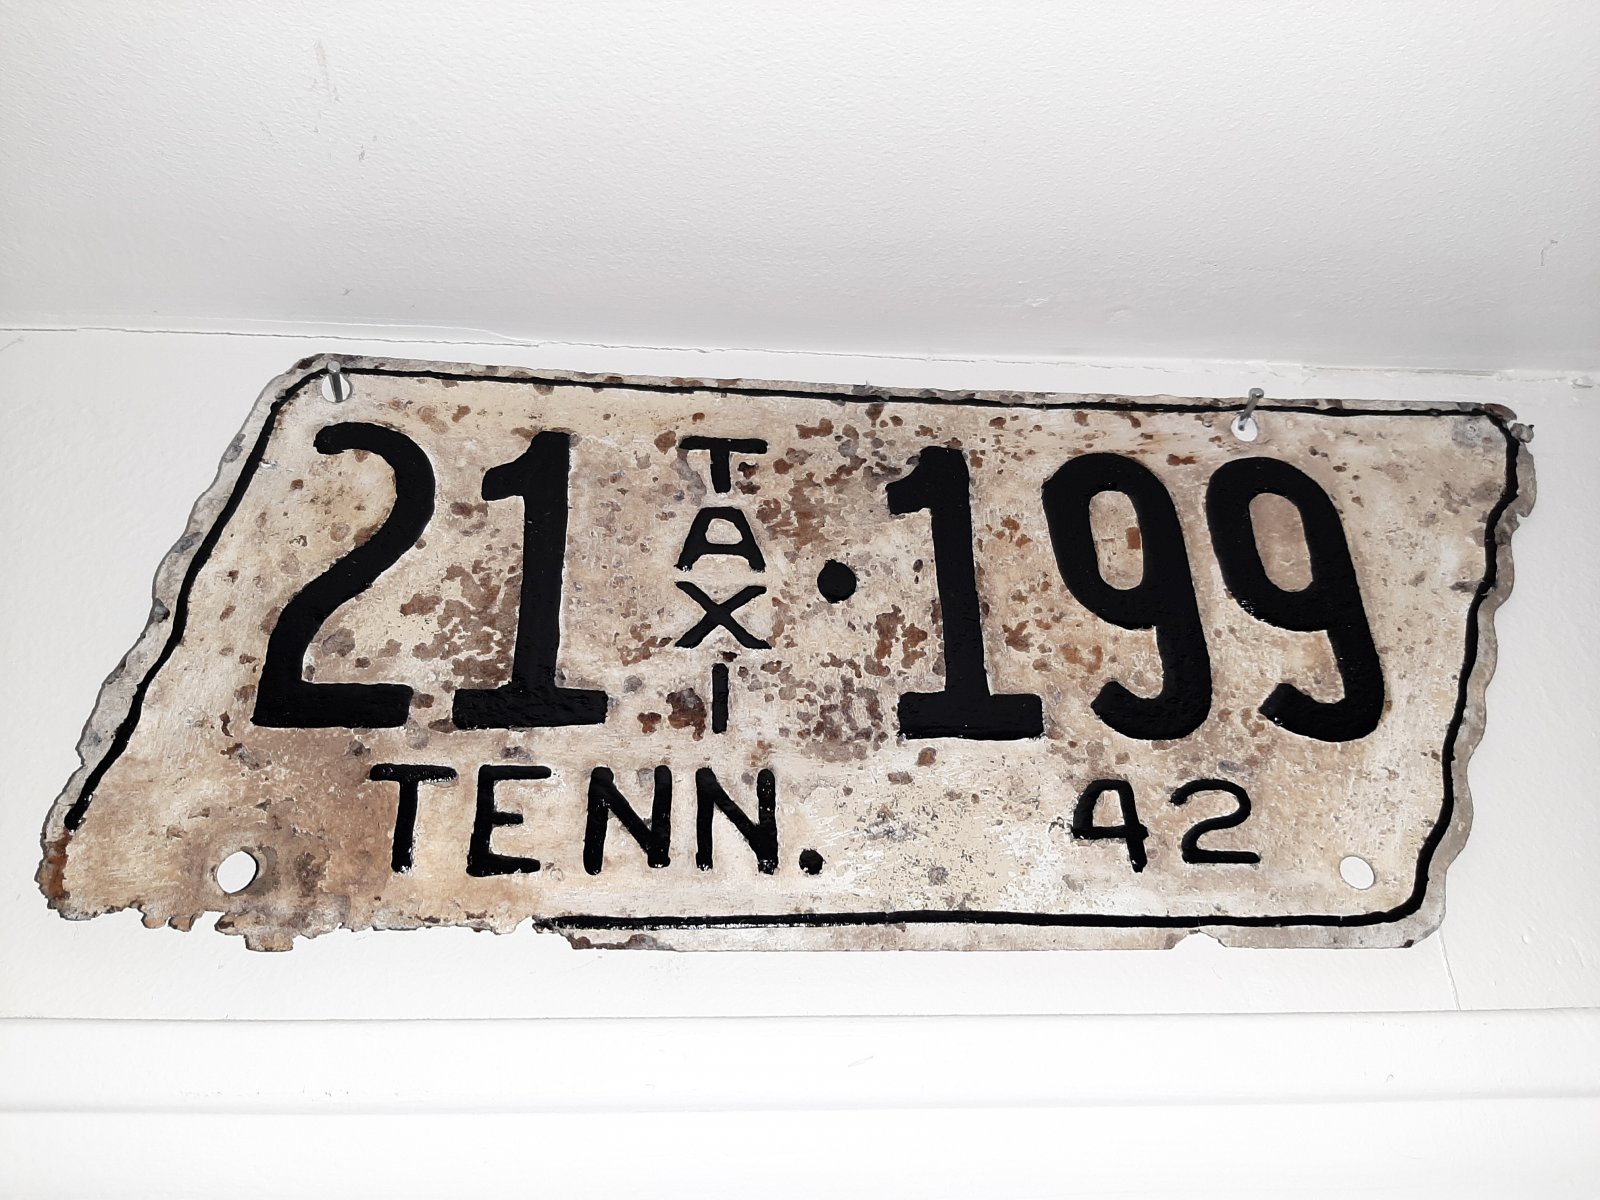 21 TAXI · 199
TENN. 42